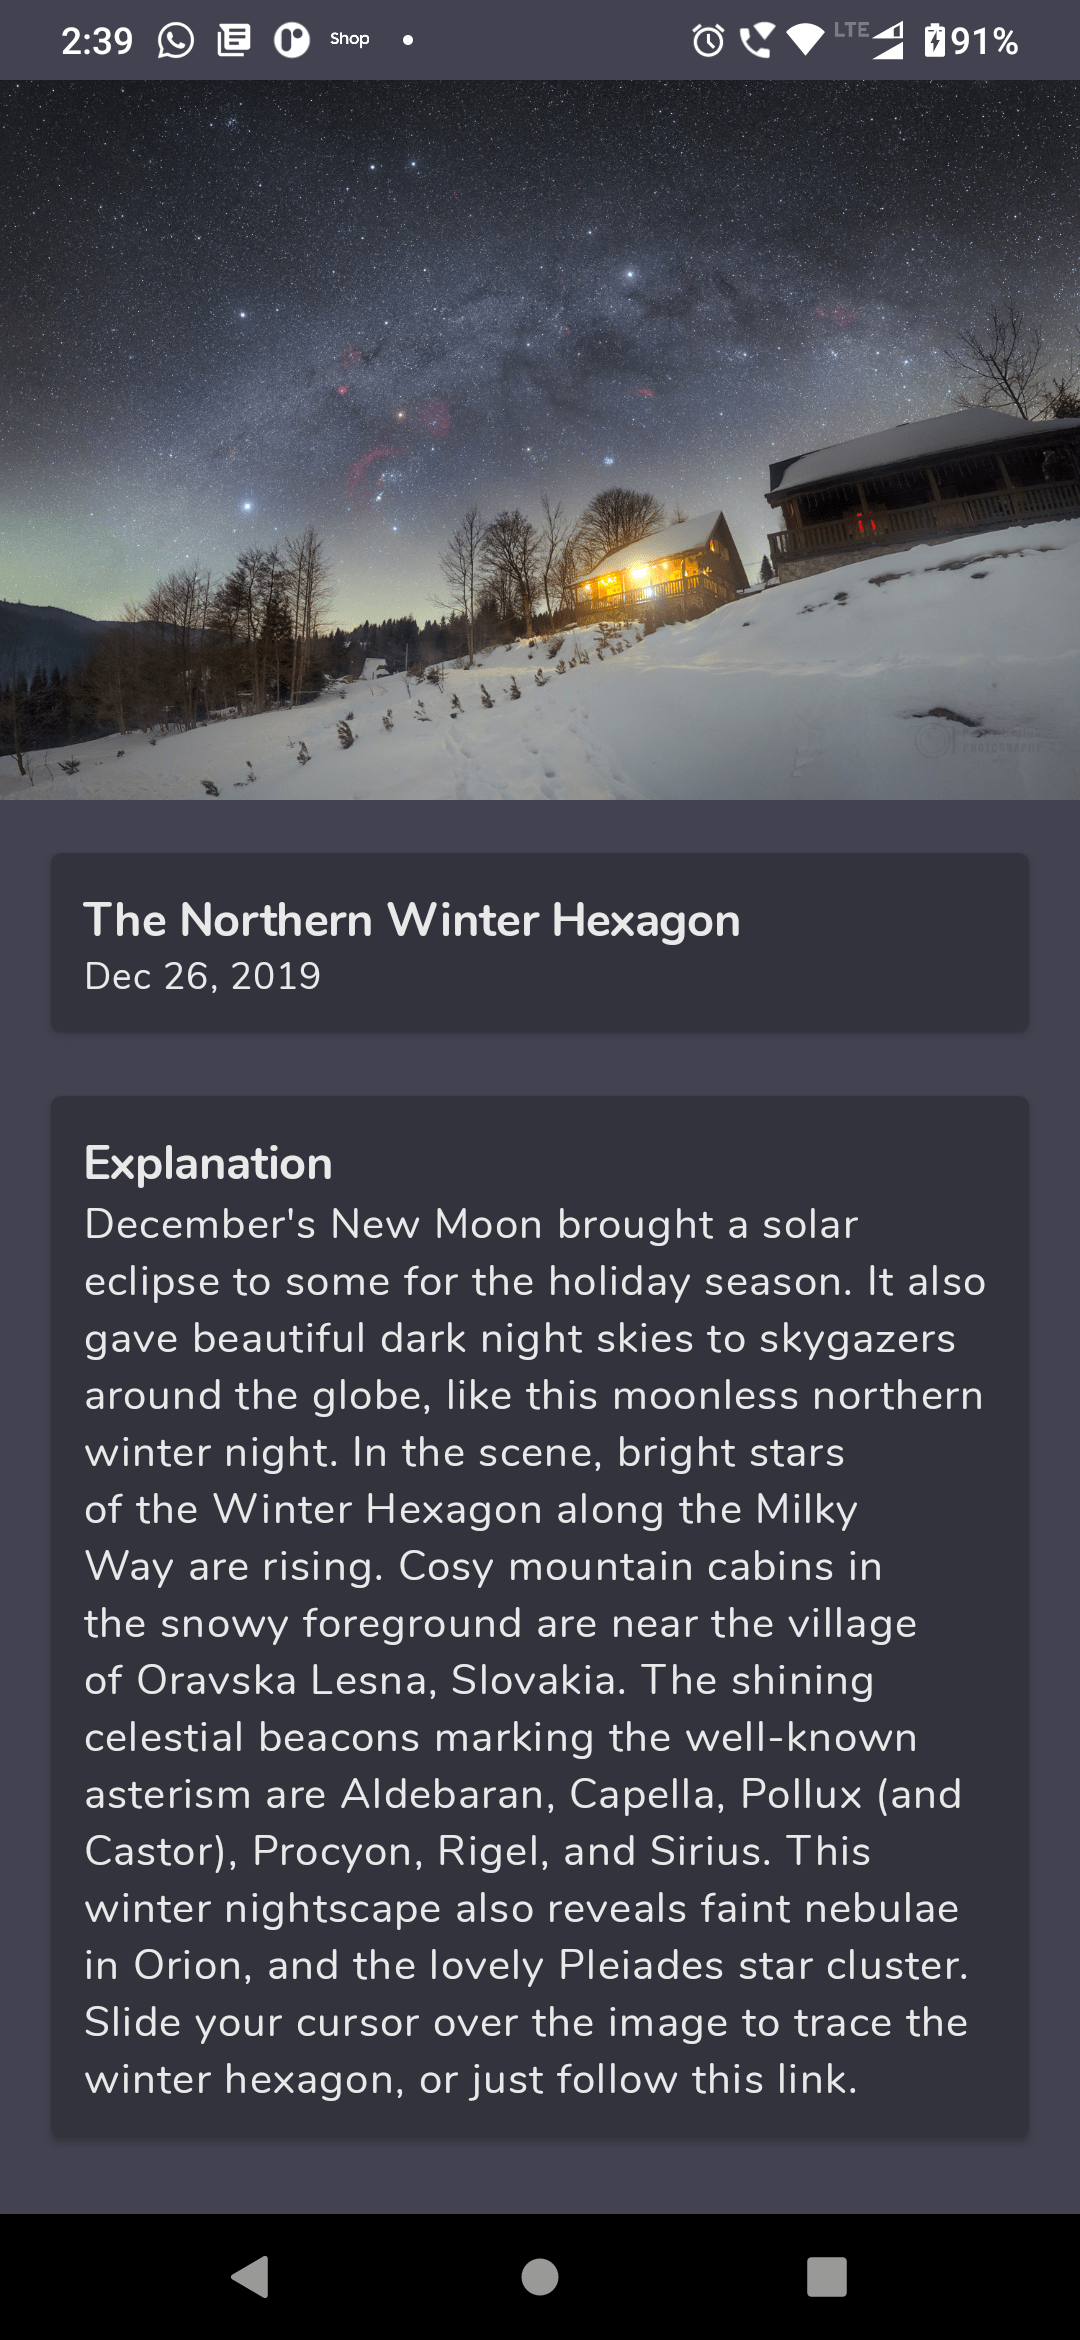 2:39 Shop LTE 91%
The Northern Winter Hexagon
Dec 26, 2019
Explanation
December's New Moon brought a solar
eclipse to some for the holiday season. It also
gave beautiful dark night skies to skygazers
around the globe, like this moonless northern
winter night. In the scene, bright stars
of the Winter Hexagon along the Milky
Way are rising. Cosy mountain cabins in
the snowy foreground are near the village
of Oravska Lesna, Slovakia. The shining
celestial beacons marking the well-known
asterism are Aldebaran, Capella, Pollux (and
Castor), Procyon, Rigel, and Sirius. This
winter nightscape also reveals faint nebulae
in Orion, and the lovely Pleiades star cluster.
Slide your cursor over the image to trace the
winter hexagon, or just follow this link.